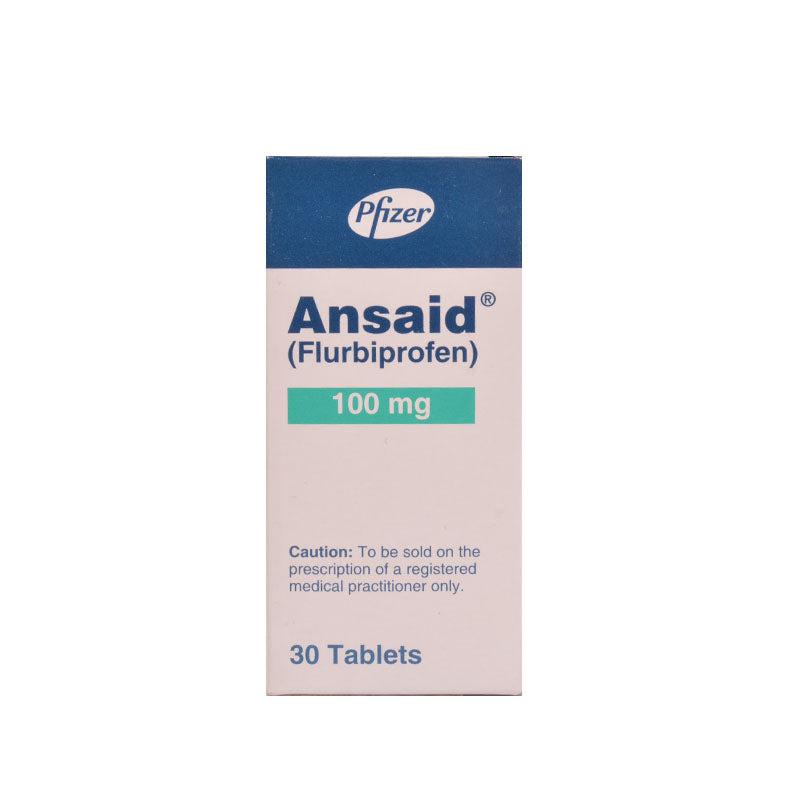 Pfizer
Ansaid®
(Flurbiprofen)
100 mg
Caution: To be sold on the
prescription of a registered
medical practitioner only.
30 Tablets